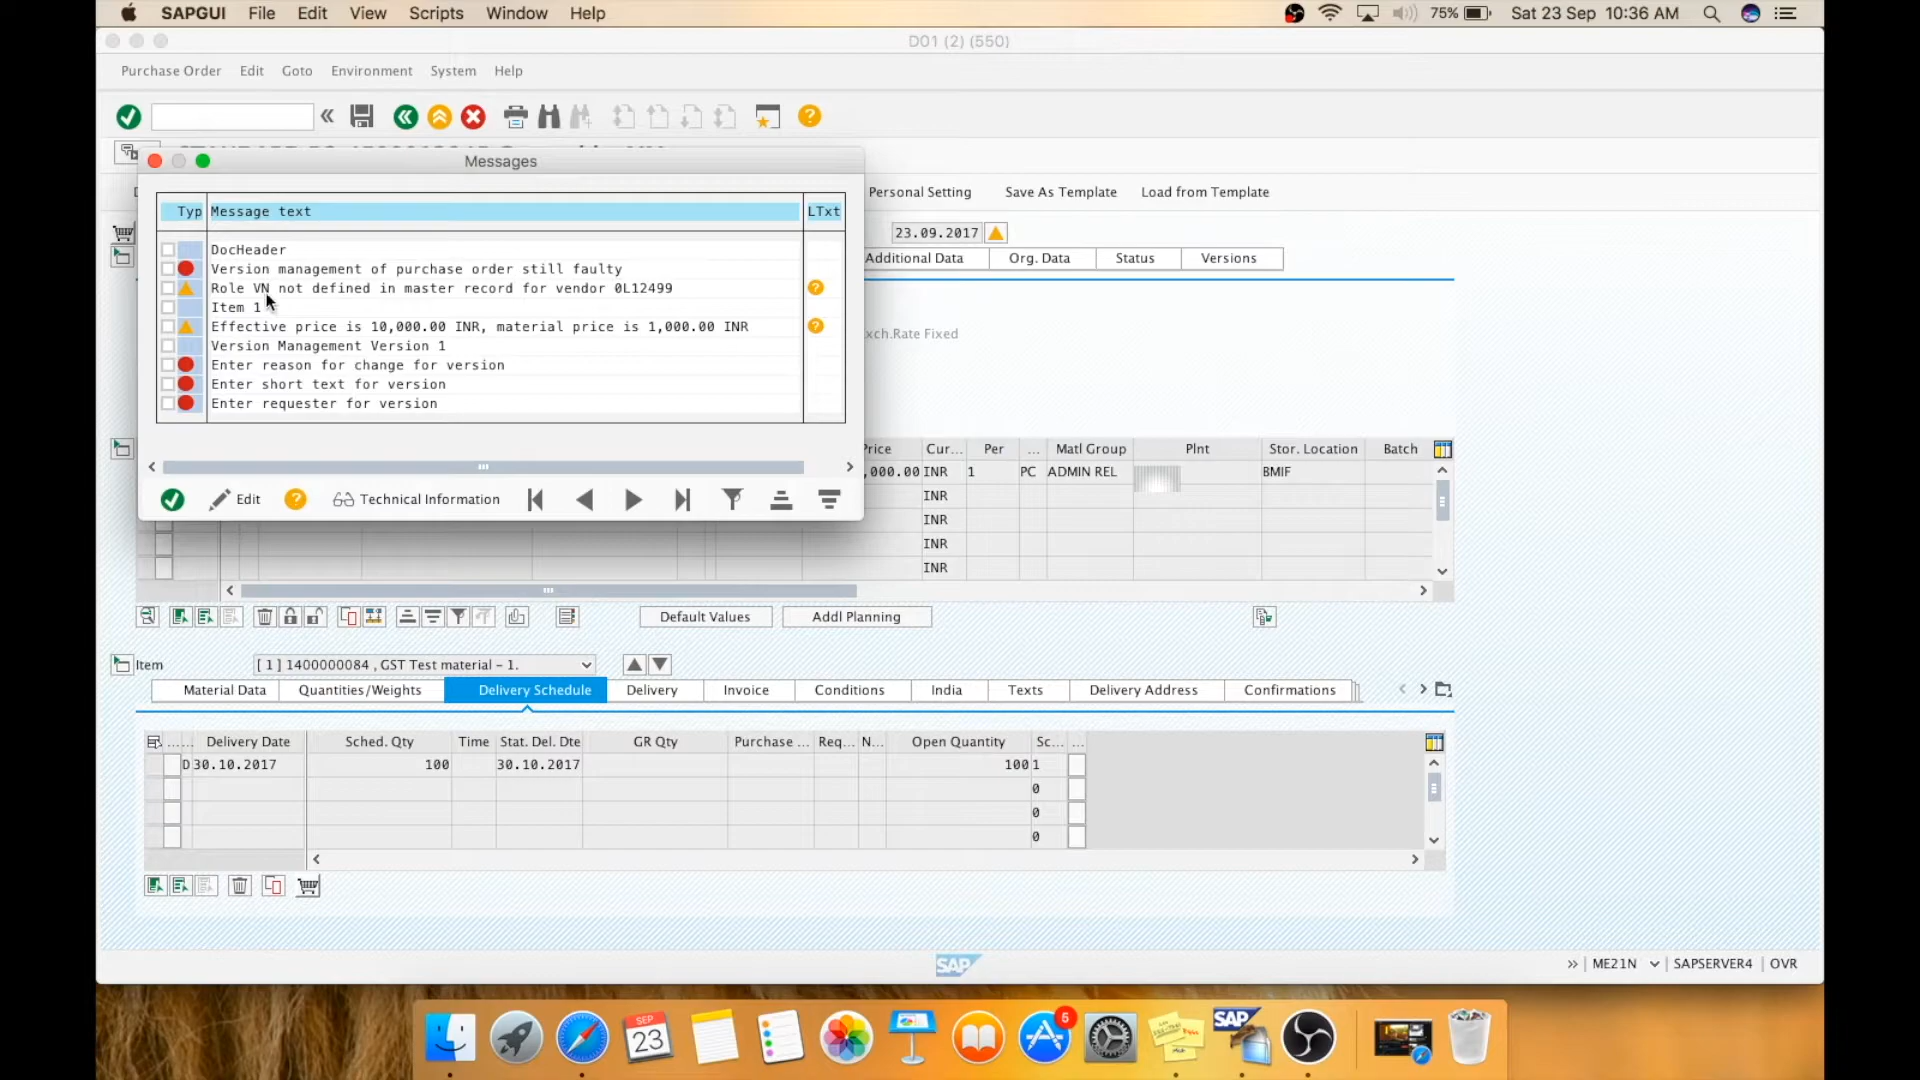 SAPGUI File Edit View Scripts Window Help 75% Sat 23 Sep 10:36 AM
D01 (2) (550)
Purchase Order Edit Goto Environment System Help
Messages
Personal Setting Save As Template Load from Template
Typ Message text LTxt
23.09.2017
DocHeader
Additional Data Org. Data Status Versions
Version management of purchase order still faulty
Role VN not defined in master record for vendor 0L12499
Item 1
Effective price is 10,000.00 INR, material price is 1,000.00 INR
xch.Rate Fixed
Version Management Version 1
Enter reason for change for version
Enter short text for version
Enter requester for version
Price Cur... Per ... Matl Group Plnt Stor. Location Batch
,000.00 INR 1 PC ADMIN REL BMIF
INR
Edit Technical Information
INR
INR
INR
Default Values Addl Planning
Item [ 1 ] 1400000084 , GST Test material - 1.
Material Data Quantities/Weights Delivery Schedule Delivery Invoice Conditions India Texts Delivery Address Confirmations
...... Delivery Date Sched. Qty Time Stat. Del. Dte GR Qty Purchase ... Req... N... Open Quantity Sc... ...
D 30.10.2017 100 30.10.2017 100 1
0
0
0
SAP ME21N SAPSERVER4 OVR
SEP
23
5
SAP